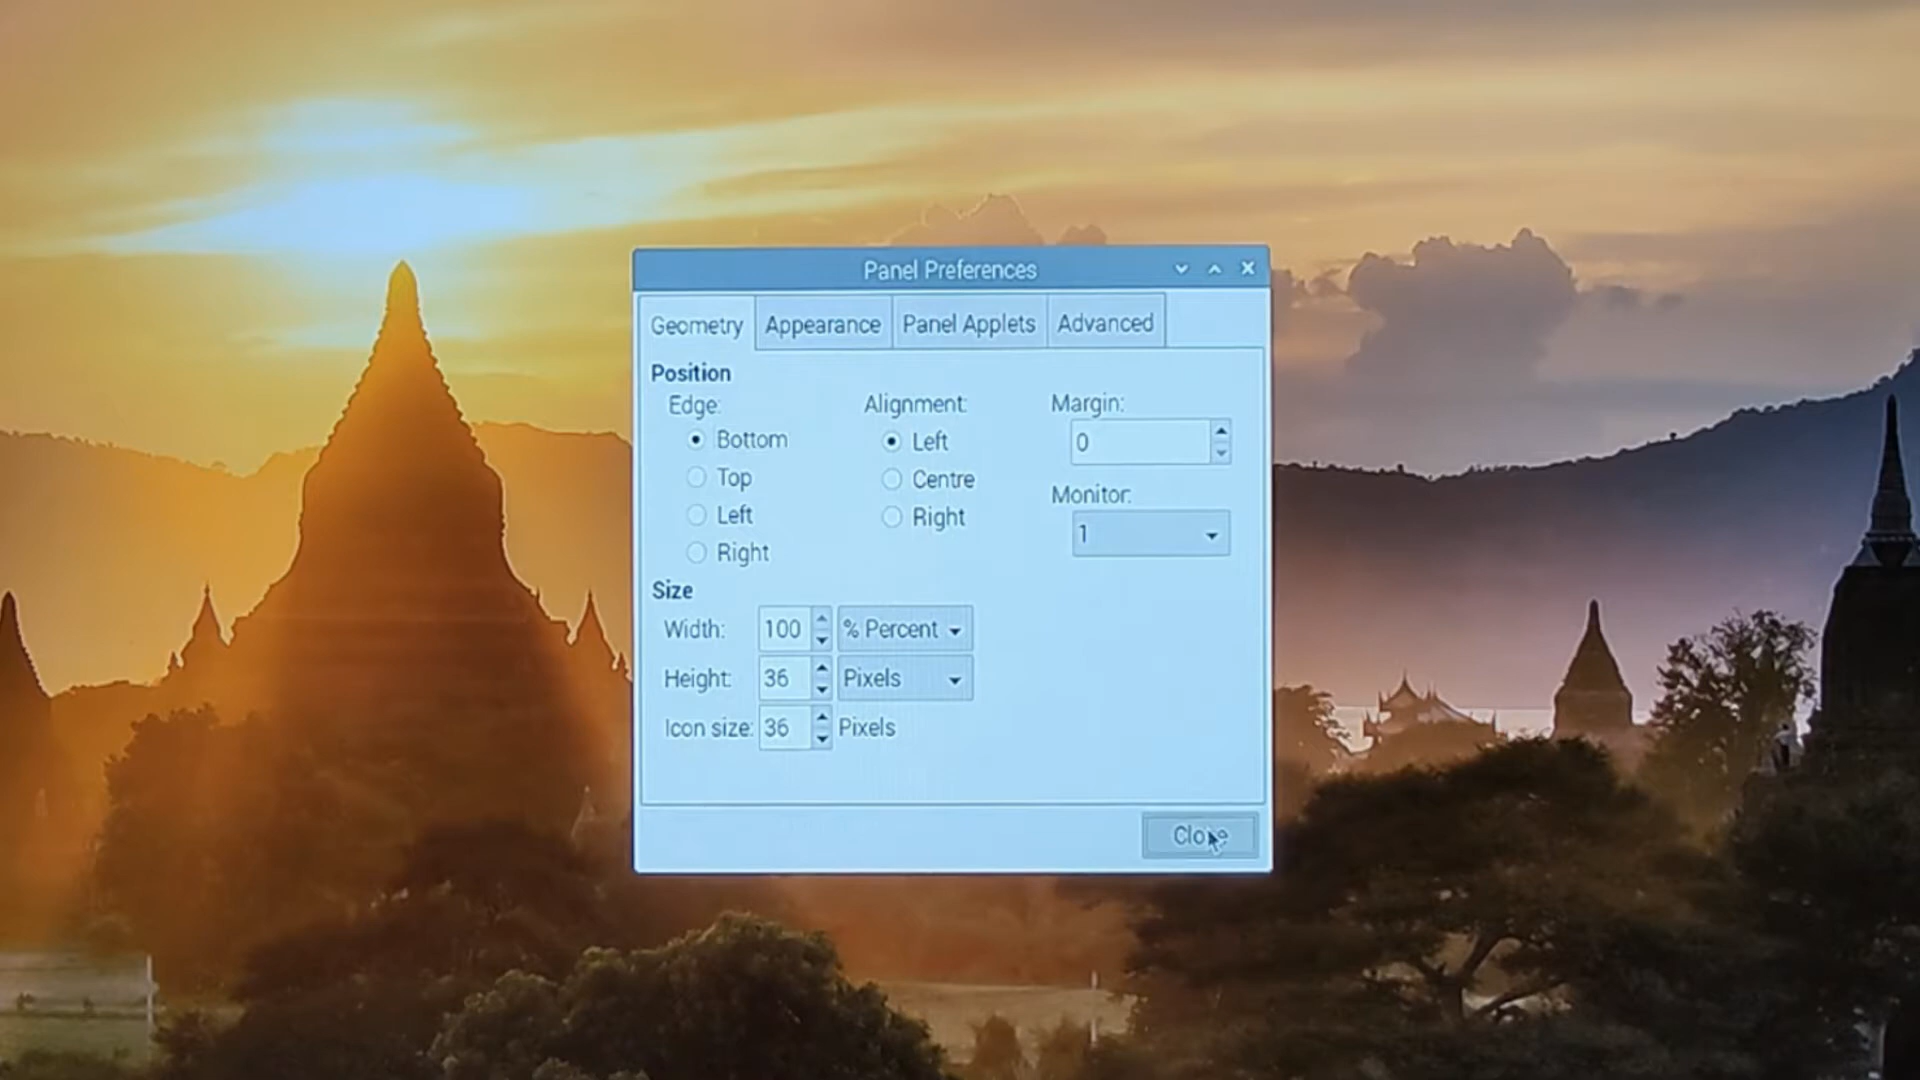 Panel Preferences
Geometry Appearance Panel Applets Advanced
Position
Edge: Alignment: Margin:
Bottom Left 0
Top Centre
Monitor:
Left Right 1
Right
Size
Width: 100 % Percent
Height: 36 Pixels
Icon size: 36 Pixels
Close